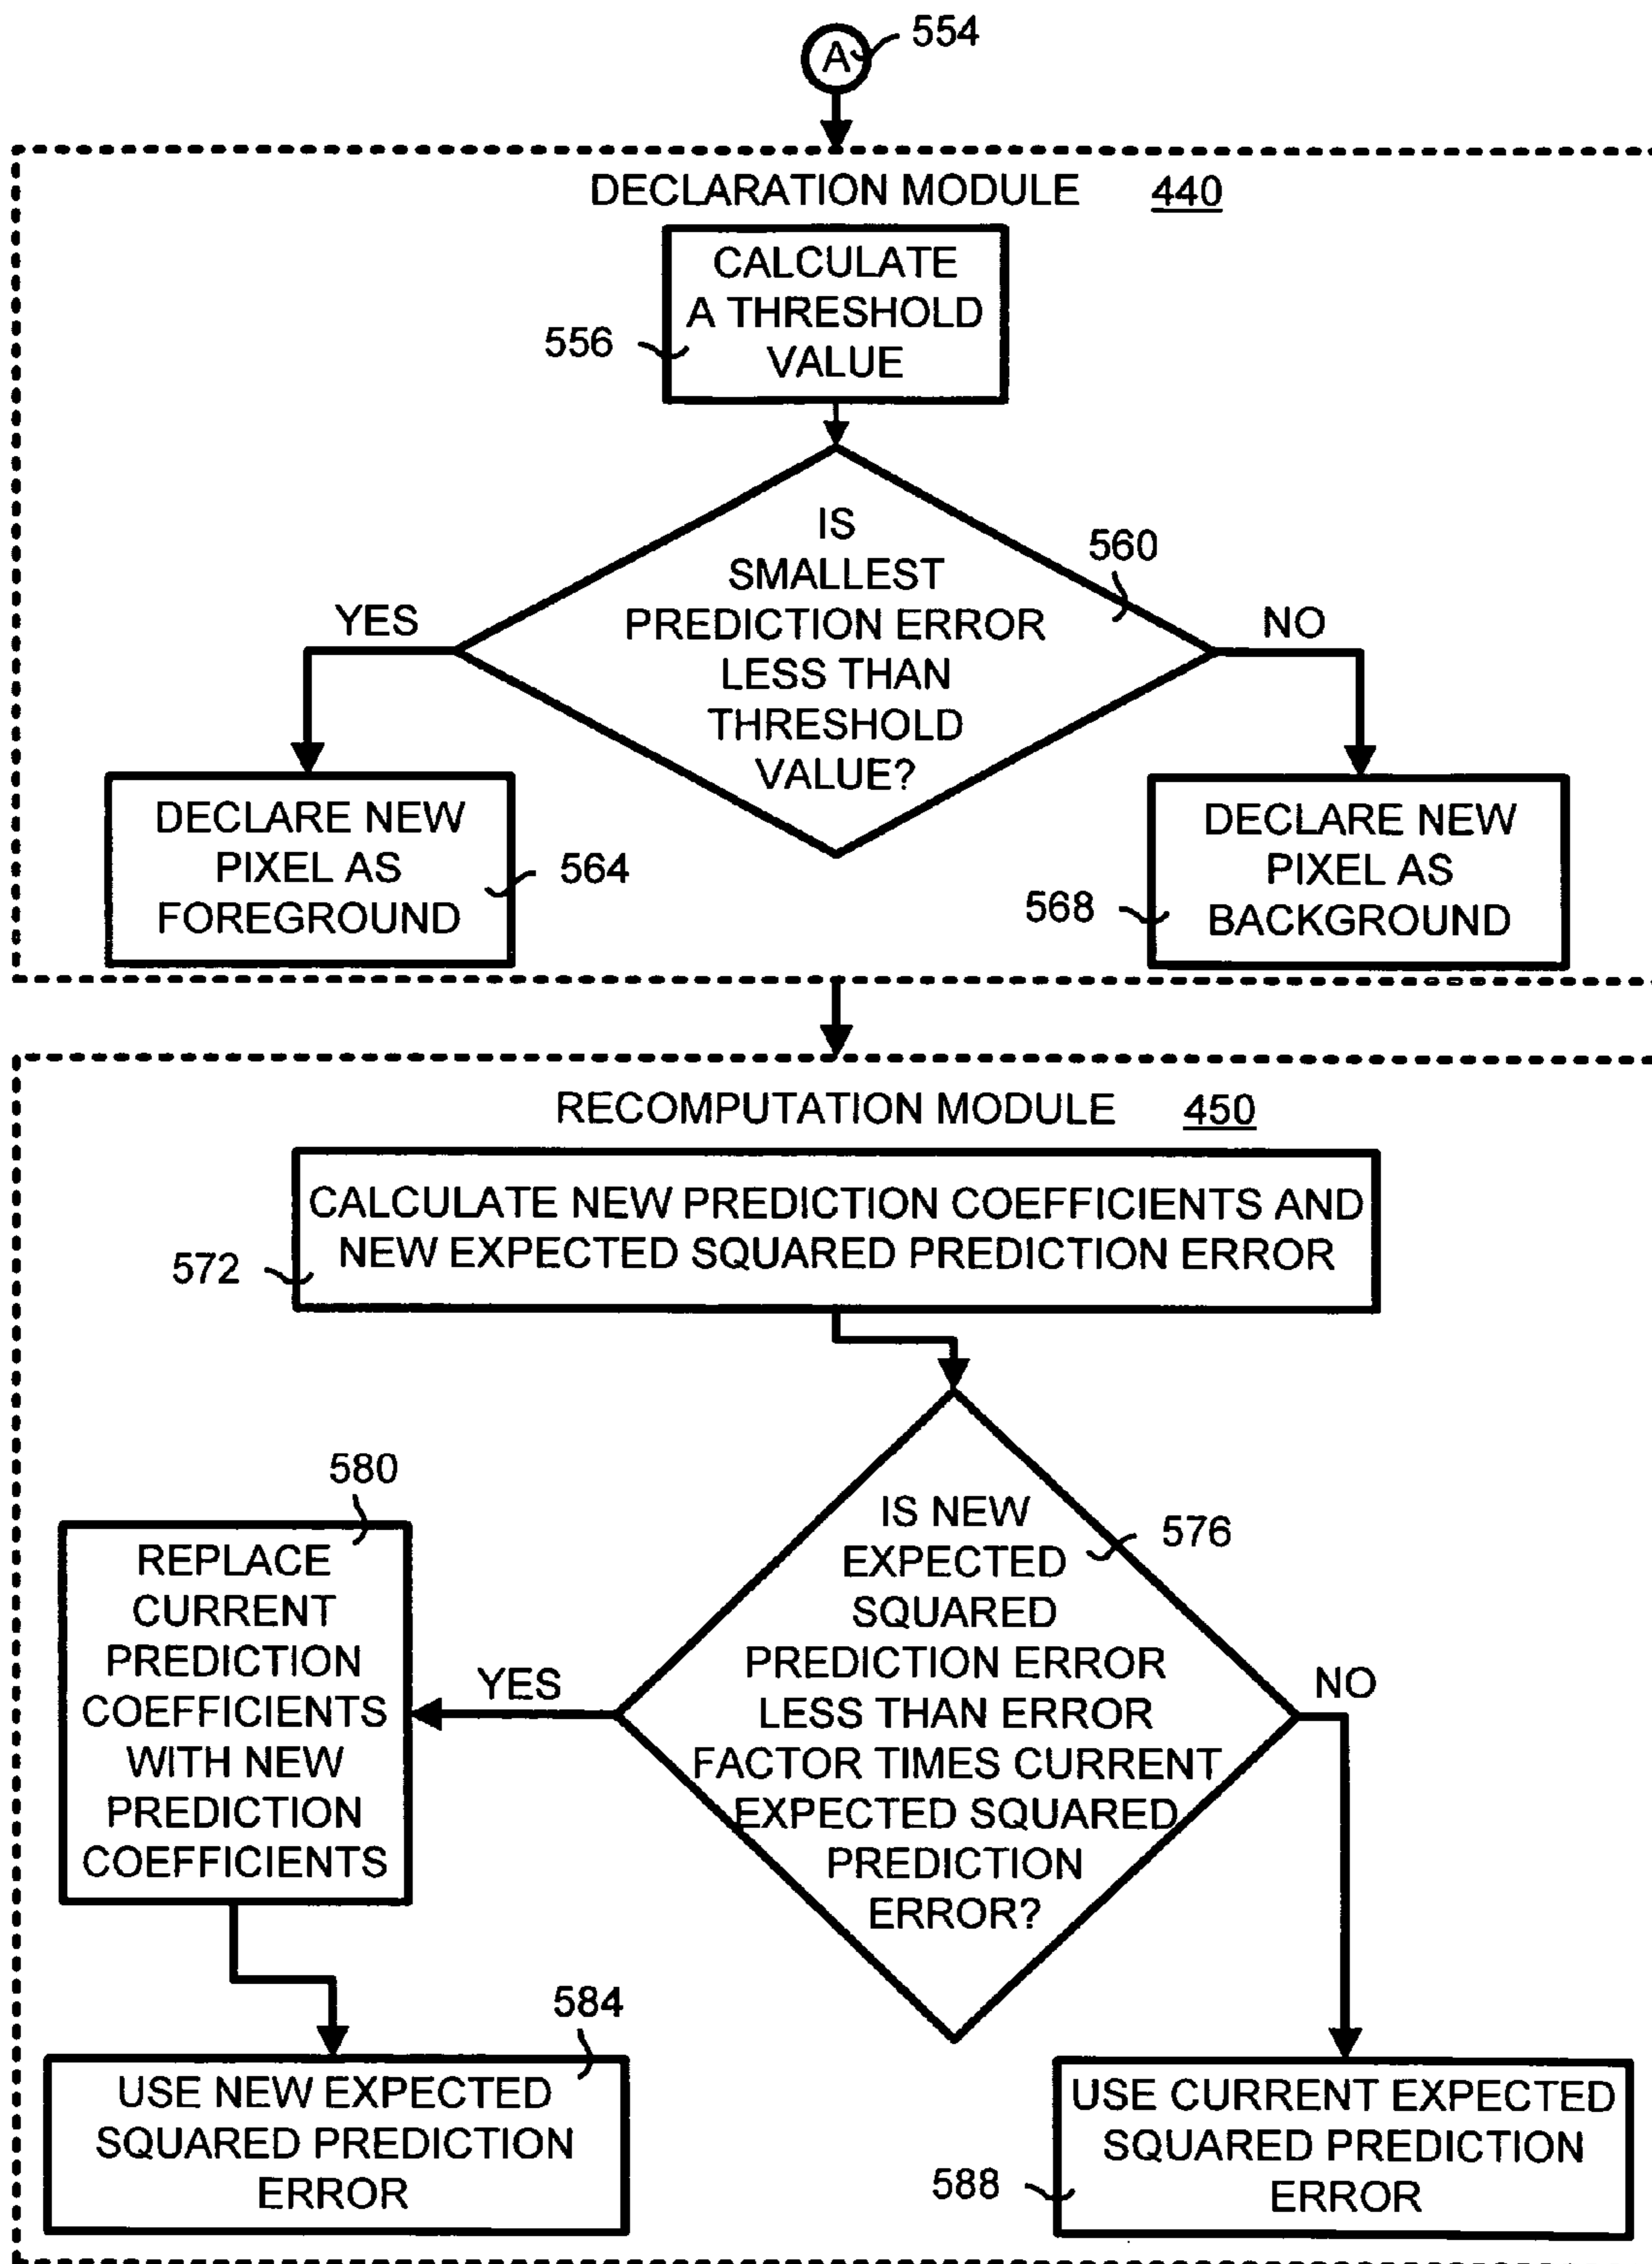 A
554
DECLARATION MODULE 440
CALCULATE
A THRESHOLD
VALUE
556
IS
SMALLEST
PREDICTION ERROR
LESS THAN
THRESHOLD
VALUE?
560
YES
NO
DECLARE NEW
PIXEL AS
FOREGROUND
564
DECLARE NEW
PIXEL AS
BACKGROUND
568
RECOMPUTATION MODULE 450
CALCULATE NEW PREDICTION COEFFICIENTS AND
NEW EXPECTED SQUARED PREDICTION ERROR
572
IS NEW
EXPECTED
SQUARED
PREDICTION ERROR
LESS THAN ERROR
FACTOR TIMES CURRENT
EXPECTED SQUARED
PREDICTION
ERROR?
576
YES
NO
580
REPLACE
CURRENT
PREDICTION
COEFFICIENTS
WITH NEW
PREDICTION
COEFFICIENTS
584
USE NEW EXPECTED
SQUARED PREDICTION
ERROR
USE CURRENT EXPECTED
SQUARED PREDICTION
ERROR
588